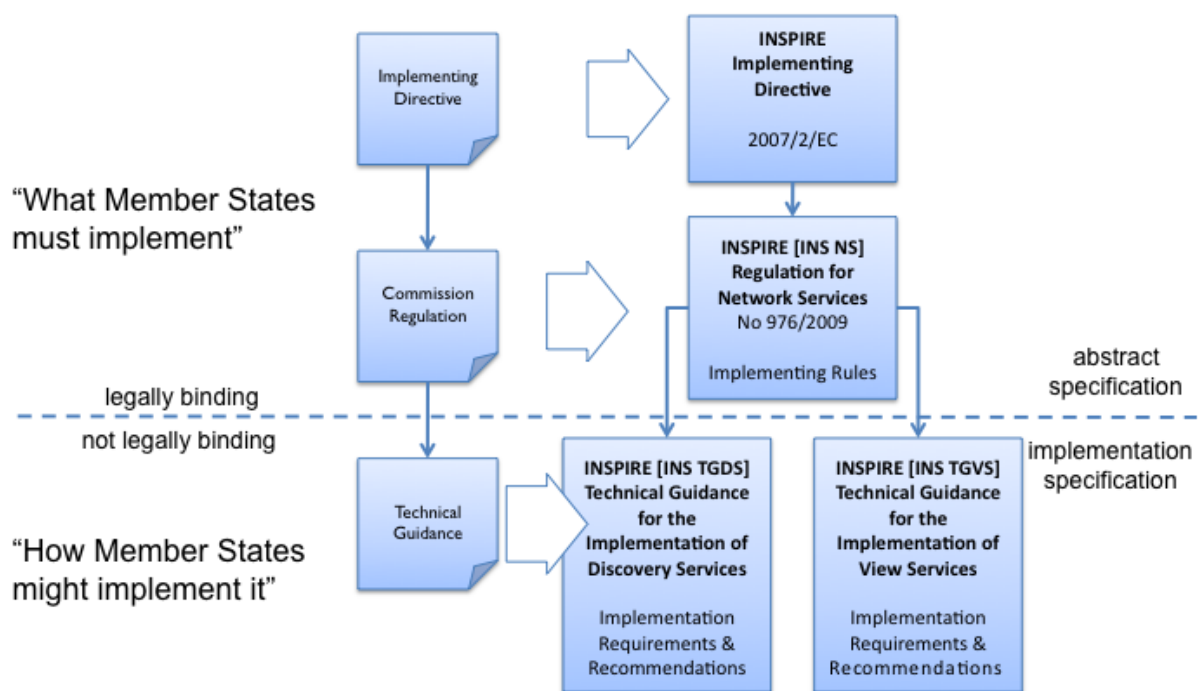 Implementing
Directive
INSPIRE
Implementing
Directive
2007/2/EC
“What Member States
must implement”
Commission
Regulation
INSPIRE [INS NS]
Regulation for
Network Services
No 976/2009
Implementing Rules
abstract
specification
legally binding
not legally binding
implementation
specification
“How Member States
might implement it”
Technical
Guidance
INSPIRE [INS TGDS]
Technical Guidance
for the
Implementation of
Discovery Services
Implementation
Requirements &
Recommendations
INSPIRE [INS TGVS]
Technical Guidance
for the
Implementation of
View Services
Implementation
Requirements &
Recommendations